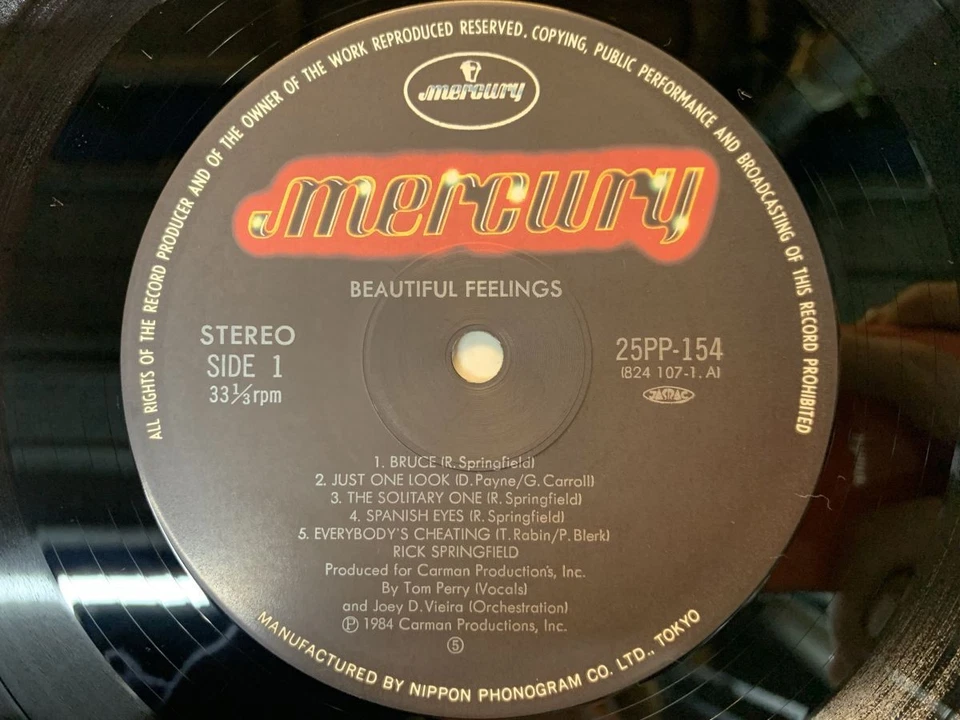 ALL RIGHTS OF THE RECORD PRODUCER AND OF THE OWNER OF THE WORK REPRODUCED RESERVED. COPYING, PUBLIC PERFORMANCE AND BROADCASTING OF THIS RECORD PROHIBITED
mercury
mercury
BEAUTIFUL FEELINGS
STEREO
SIDE 1
33 1/3 rpm
25PP-154
(824 107-1, A)
JASRAC
1. BRUCE (R. Springfield)
2. JUST ONE LOOK (D. Payne/G. Carroll)
3. THE SOLITARY ONE (R. Springfield)
4. SPANISH EYES (R. Springfield)
5. EVERYBODY'S CHEATING (T. Rabin/P. Blerk)
RICK SPRINGFIELD
Produced for Carman Production's, Inc.
By Tom Perry (Vocals)
and Joey D. Vieira (Orchestration)
℗ 1984 Carman Productions, Inc.
⑤
MANUFACTURED BY NIPPON PHONOGRAM CO. LTD., TOKYO